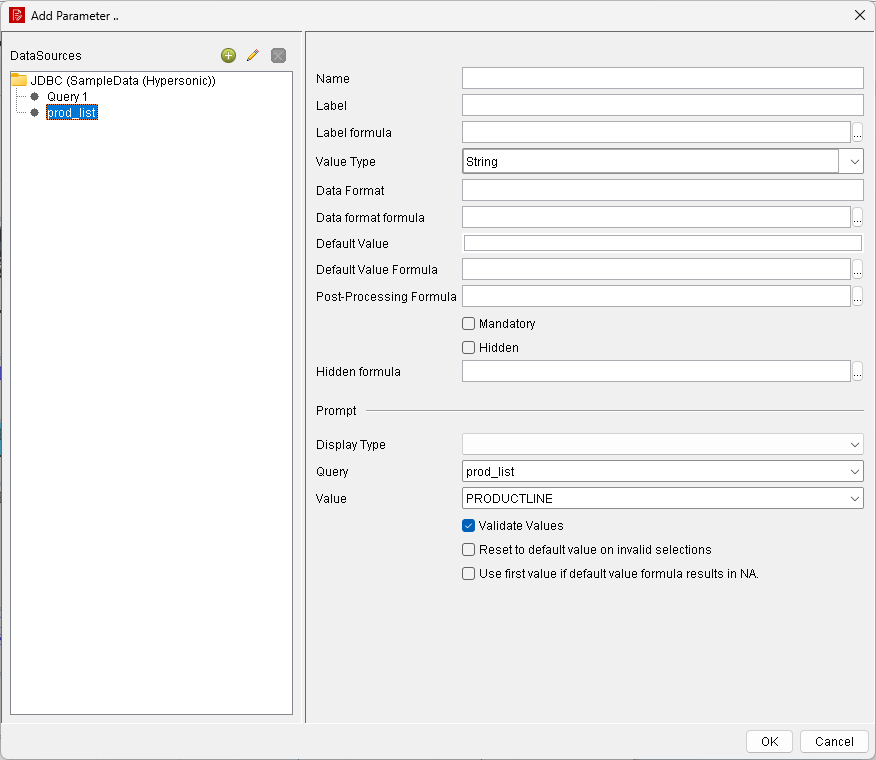 Add Parameter ..
DataSources
JDBC (SampleData (Hypersonic))
Query 1
prod_list
Name
Label
Label formula
...
Value Type
String
Data Format
Data format formula
...
Default Value
Default Value Formula
...
Post-Processing Formula
...
Mandatory
Hidden
Hidden formula
...
Prompt
Display Type
Query
prod_list
Value
PRODUCTLINE
Validate Values
Reset to default value on invalid selections
Use first value if default value formula results in NA.
OK
Cancel